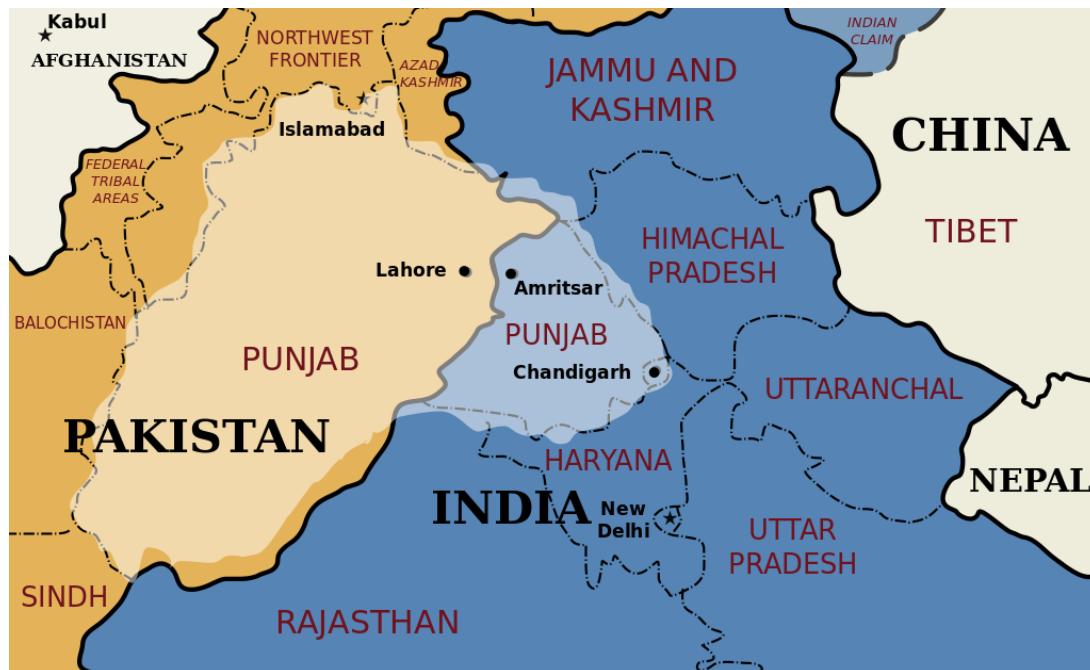 Kabul
AFGHANISTAN
NORTHWEST
FRONTIER
AZAD
KASHMIR
INDIAN
CLAIM
JAMMU AND
KASHMIR
CHINA
Islamabad
FEDERAL
TRIBAL
AREAS
TIBET
HIMACHAL
PRADESH
Lahore
Amritsar
BALOCHISTAN
PUNJAB
PUNJAB
Chandigarh
UTTARANCHAL
PAKISTAN
HARYANA
NEPAL
INDIA
New
Delhi
UTTAR
PRADESH
SINDH
RAJASTHAN